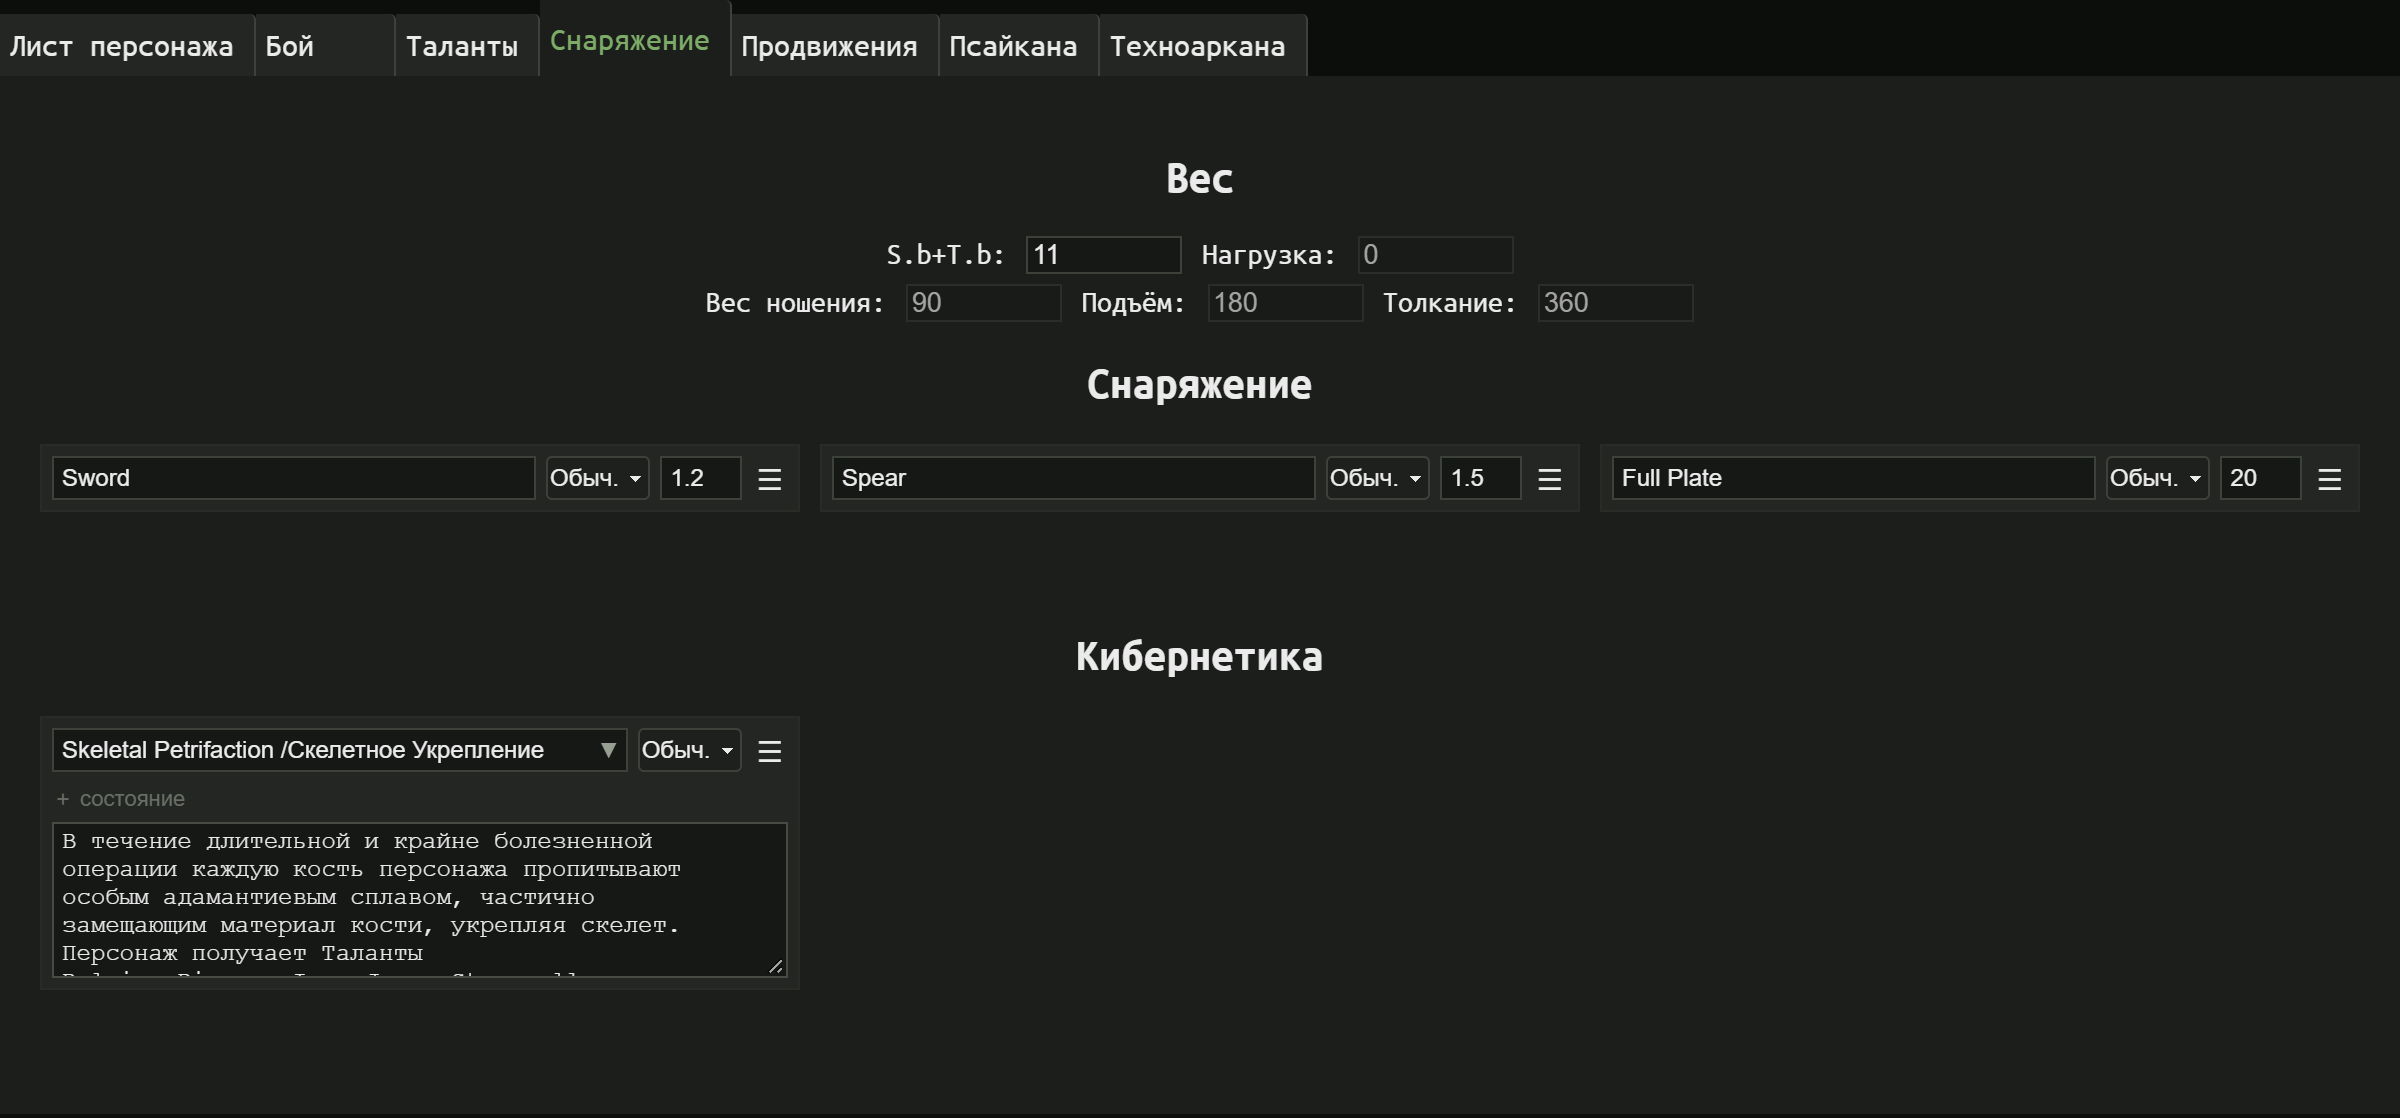 Лист персонажа Бой Таланты Снаряжение Продвижения Псайкана Техноаркана
Вес
S.b+T.b: 11 Нагрузка: 0
Вес ношения: 90 Подъём: 180 Толкание: 360
Снаряжение
Sword Обыч. 1.2 Spear Обыч. 1.5 Full Plate Обыч. 20
Кибернетика
Skeletal Petrifaction /Скелетное Укрепление Обыч.
+ состояние
В течение длительной и крайне болезненной
операции каждую кость персонажа пропитывают
особым адамантиевым сплавом, частично
замещающим материал кости, укрепляя скелет.
Персонаж получает Таланты